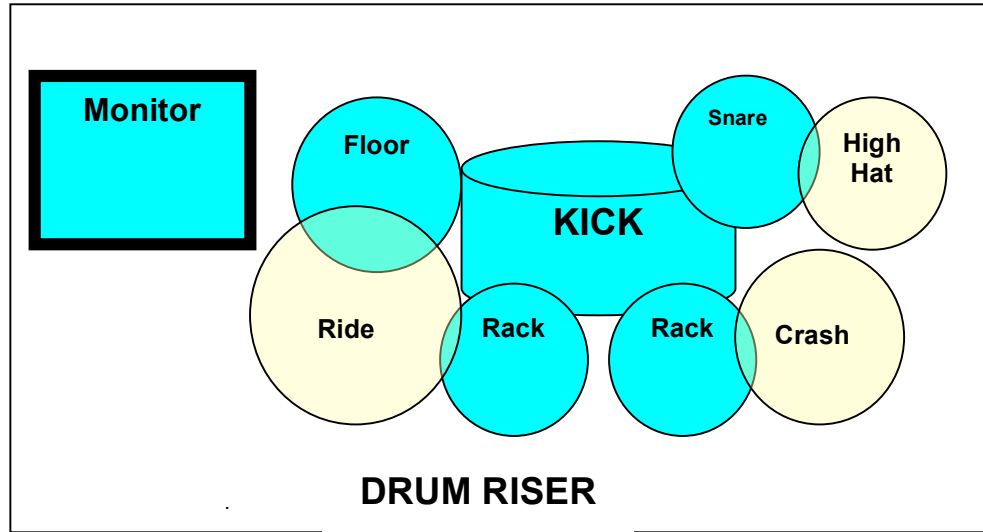 Monitor
Floor
Snare
High
Hat
KICK
Ride
Rack
Rack
Crash
DRUM RISER